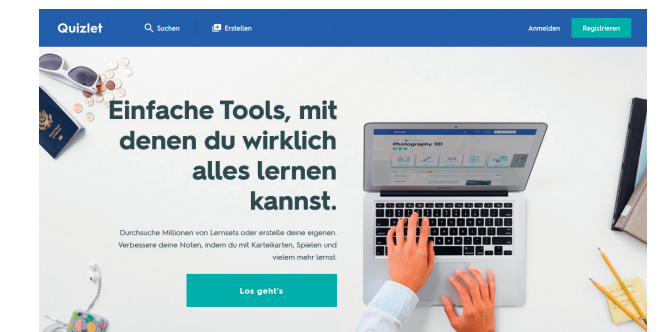 Quizlet
Suchen
Erstellen
Anmelden
Registrieren
Einfache Tools, mit
denen du wirklich
alles lernen
kannst.
Durchsuche Millionen von Lernsets oder erstelle deine eigenen.
Verbessere deine Noten, indem du mit Karteikarten, Spielen und
vielem mehr lernst.
Los geht's
Photography 101